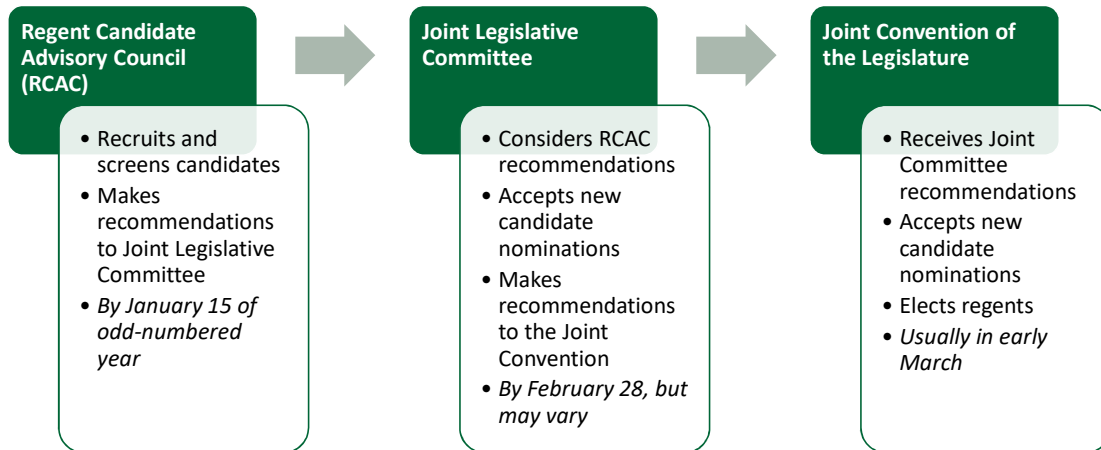 Regent Candidate
Advisory Council
(RCAC)
• Recruits and
screens candidates
• Makes
recommendations
to Joint Legislative
Committee
• By January 15 of
odd-numbered
year
Joint Legislative
Committee
• Considers RCAC
recommendations
• Accepts new
candidate
nominations
• Makes
recommendations
to the Joint
Convention
• By February 28, but
may vary
Joint Convention of
the Legislature
• Receives Joint
Committee
recommendations
• Accepts new
candidate
nominations
• Elects regents
• Usually in early
March